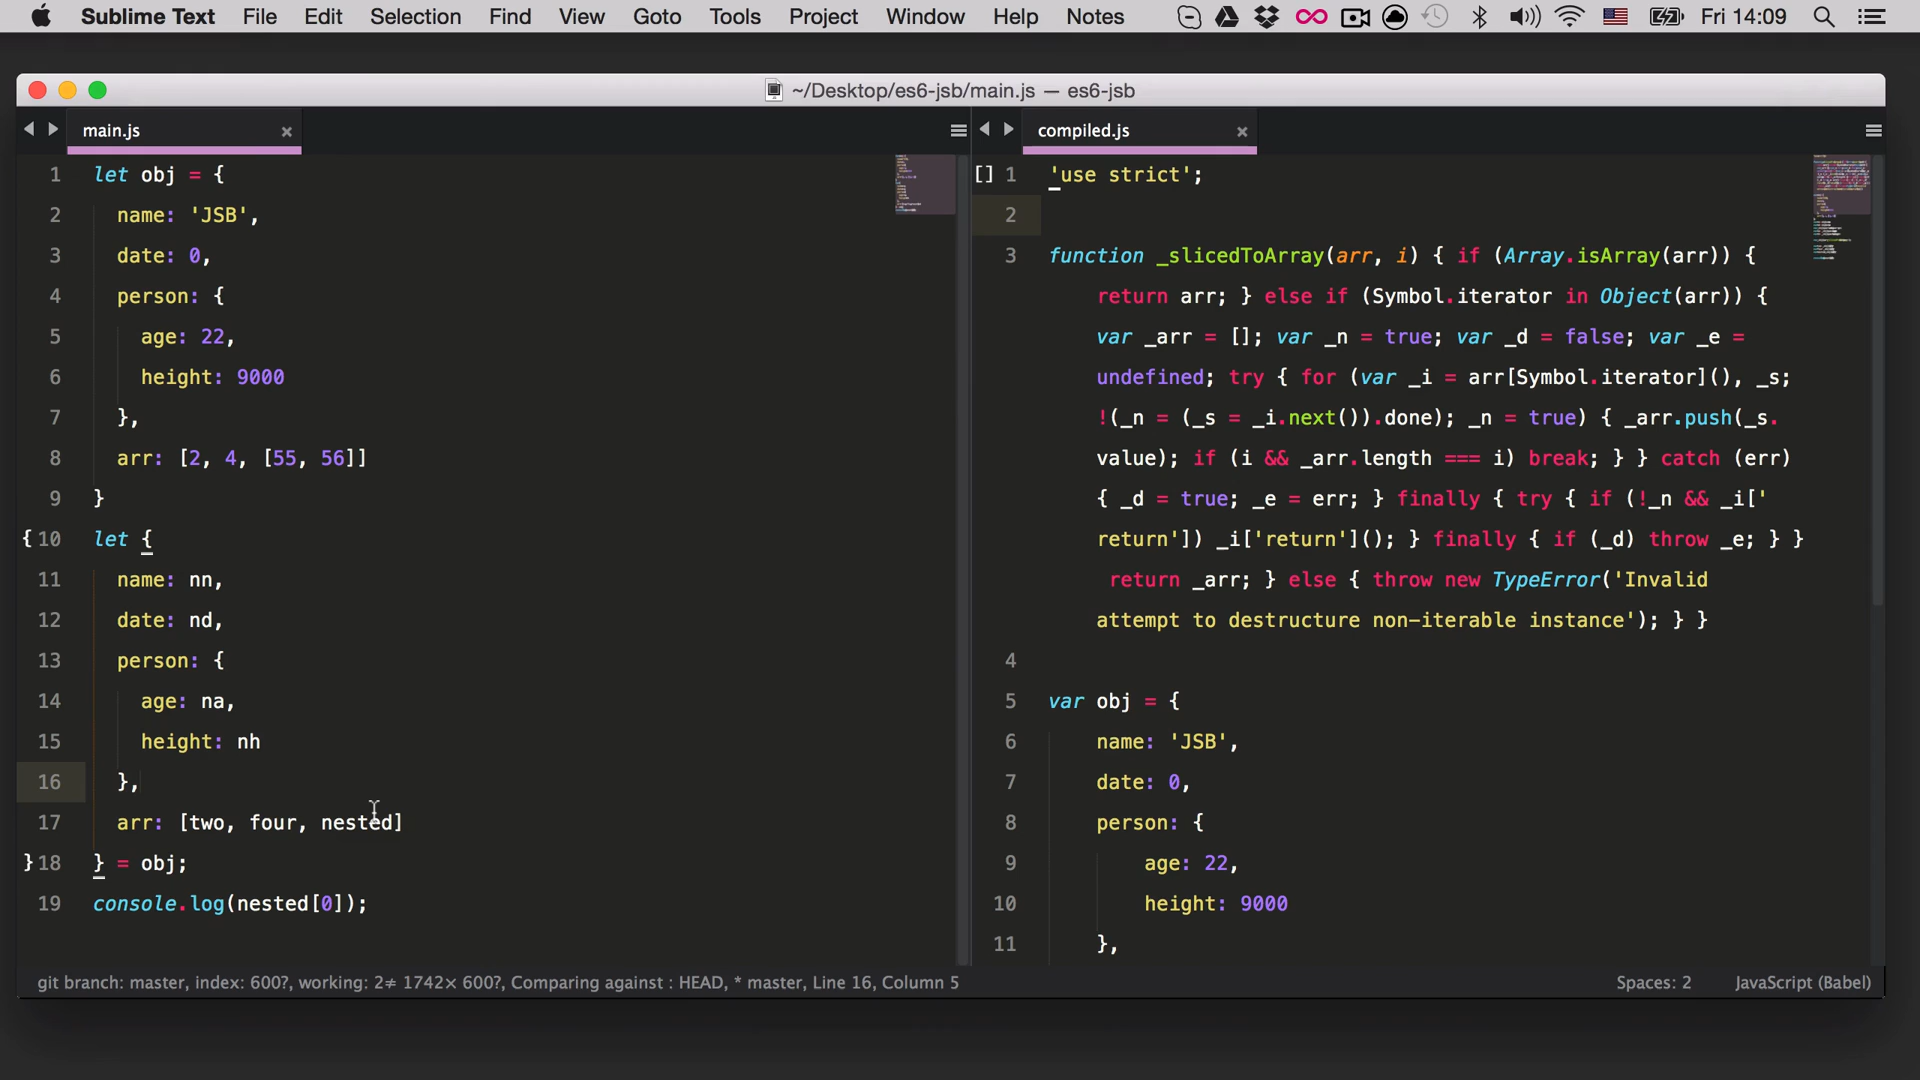 Sublime Text File Edit Selection Find View Goto Tools Project Window Help Notes Fri 14:09
~/Desktop/es6-jsb/main.js — es6-jsb
main.js
1 let obj = {
2 name: 'JSB',
3 date: 0,
4 person: {
5 age: 22,
6 height: 9000
7 },
8 arr: [2, 4, [55, 56]]
9 }
{ 10 let {
11 name: nn,
12 date: nd,
13 person: {
14 age: na,
15 height: nh
16 },
17 arr: [two, four, nested]
} 18 } = obj;
19 console.log(nested[0]);
compiled.js
[] 1 'use strict';
2
3 function _slicedToArray(arr, i) { if (Array.isArray(arr)) {
return arr; } else if (Symbol.iterator in Object(arr)) {
var _arr = []; var _n = true; var _d = false; var _e =
undefined; try { for (var _i = arr[Symbol.iterator](), _s;
!(_n = (_s = _i.next()).done); _n = true) { _arr.push(_s.
value); if (i && _arr.length === i) break; } } catch (err)
{ _d = true; _e = err; } finally { try { if (!_n && _i['
return']) _i['return'](); } finally { if (_d) throw _e; } }
return _arr; } else { throw new TypeError('Invalid
attempt to destructure non-iterable instance'); } }
4
5 var obj = {
6 name: 'JSB',
7 date: 0,
8 person: {
9 age: 22,
10 height: 9000
11 },
git branch: master, index: 600?, working: 2≠ 1742× 600?, Comparing against : HEAD, * master, Line 16, Column 5 Spaces: 2 JavaScript (Babel)